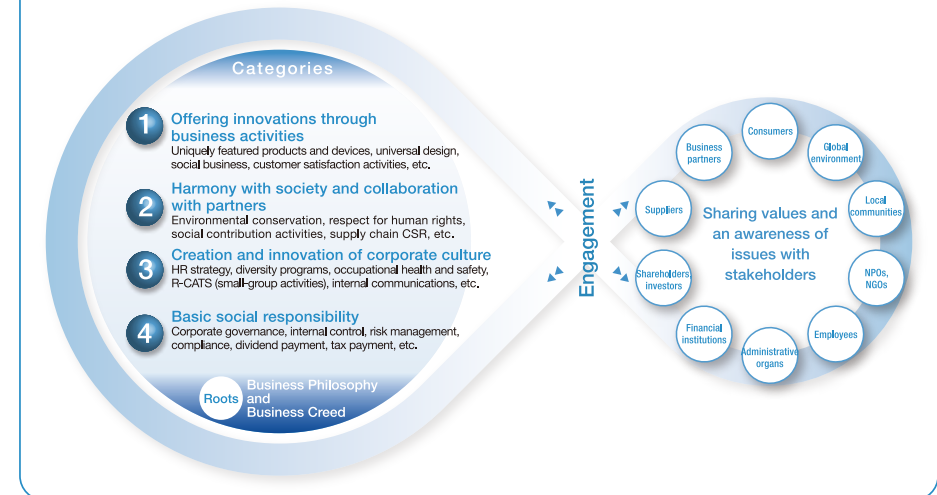 Categories
1
Offering innovations through
business activities
Uniquely featured products and devices, universal design,
social business, customer satisfaction activities, etc.
2
Harmony with society and collaboration
with partners
Environmental conservation, respect for human rights,
social contribution activities, supply chain CSR, etc.
3
Creation and innovation of corporate culture
HR strategy, diversity programs, occupational health and safety,
R-CATS (small-group activities), internal communications, etc.
4
Basic social responsibility
Corporate governance, internal control, risk management,
compliance, dividend payment, tax payment, etc.
Roots
Business Philosophy
and
Business Creed
Engagement
Sharing values and
an awareness of
issues with
stakeholders
Consumers
Global
environment
Local
communities
NPOs,
NGOs
Employees
Administrative
organs
Financial
institutions
Shareholders,
investors
Suppliers
Business
partners